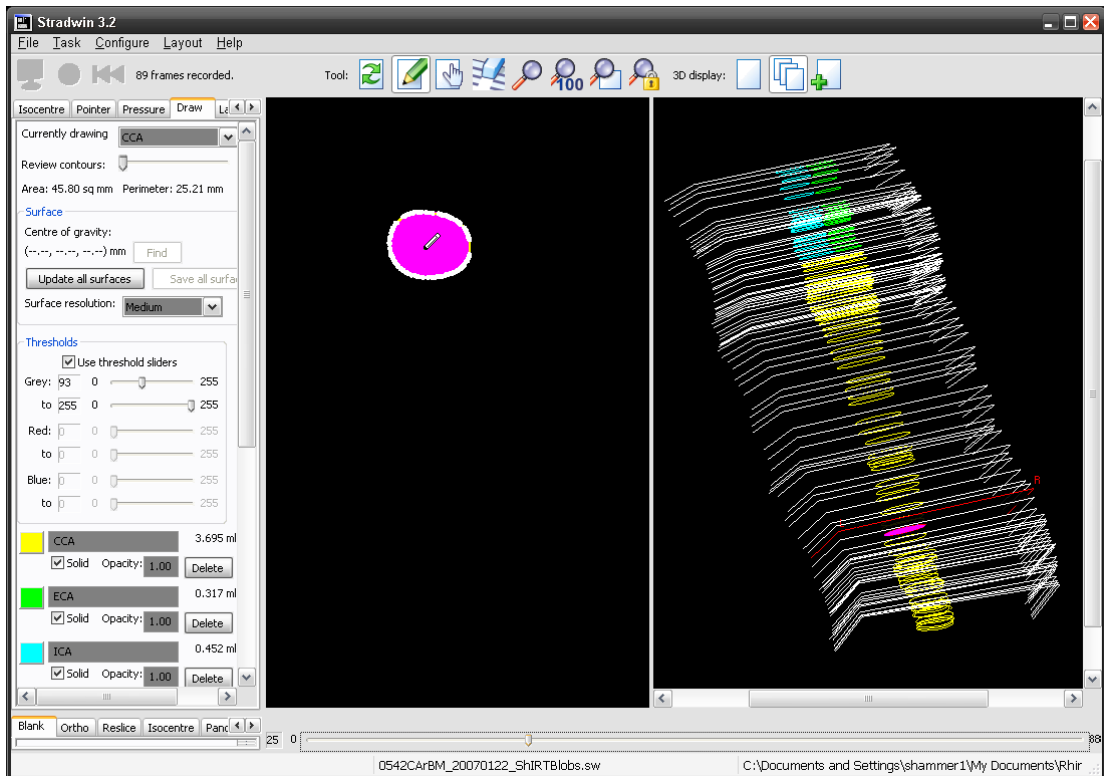 Stradwin 3.2
File Task Configure Layout Help
89 frames recorded. Tool: 100 3D display:
Isocentre Pointer Pressure Draw
Currently drawing CCA
Review contours:
Area: 45.80 sq mm Perimeter: 25.21 mm
Surface
Centre of gravity:
(--.--, --.--, --.--) mm Find
Update all surfaces Save all surfa
Surface resolution: Medium
Thresholds
Use threshold sliders
Grey: 93 0 255
to 255 0 255
Red: 0 0 255
to 0 0 255
Blue: 0 0 255
to 0 0 255
CCA 3.695 ml
Solid Opacity: 1.00 Delete
ECA 0.317 ml
Solid Opacity: 1.00 Delete
ICA 0.452 ml
Solid Opacity: 1.00 Delete
R
L
Blank Ortho Reslice Isocentre Pano
25 0 88
0542CArBM_20070122_ShIRTBlobs.sw C:\Documents and Settings\shammer1\My Documents\Rhir